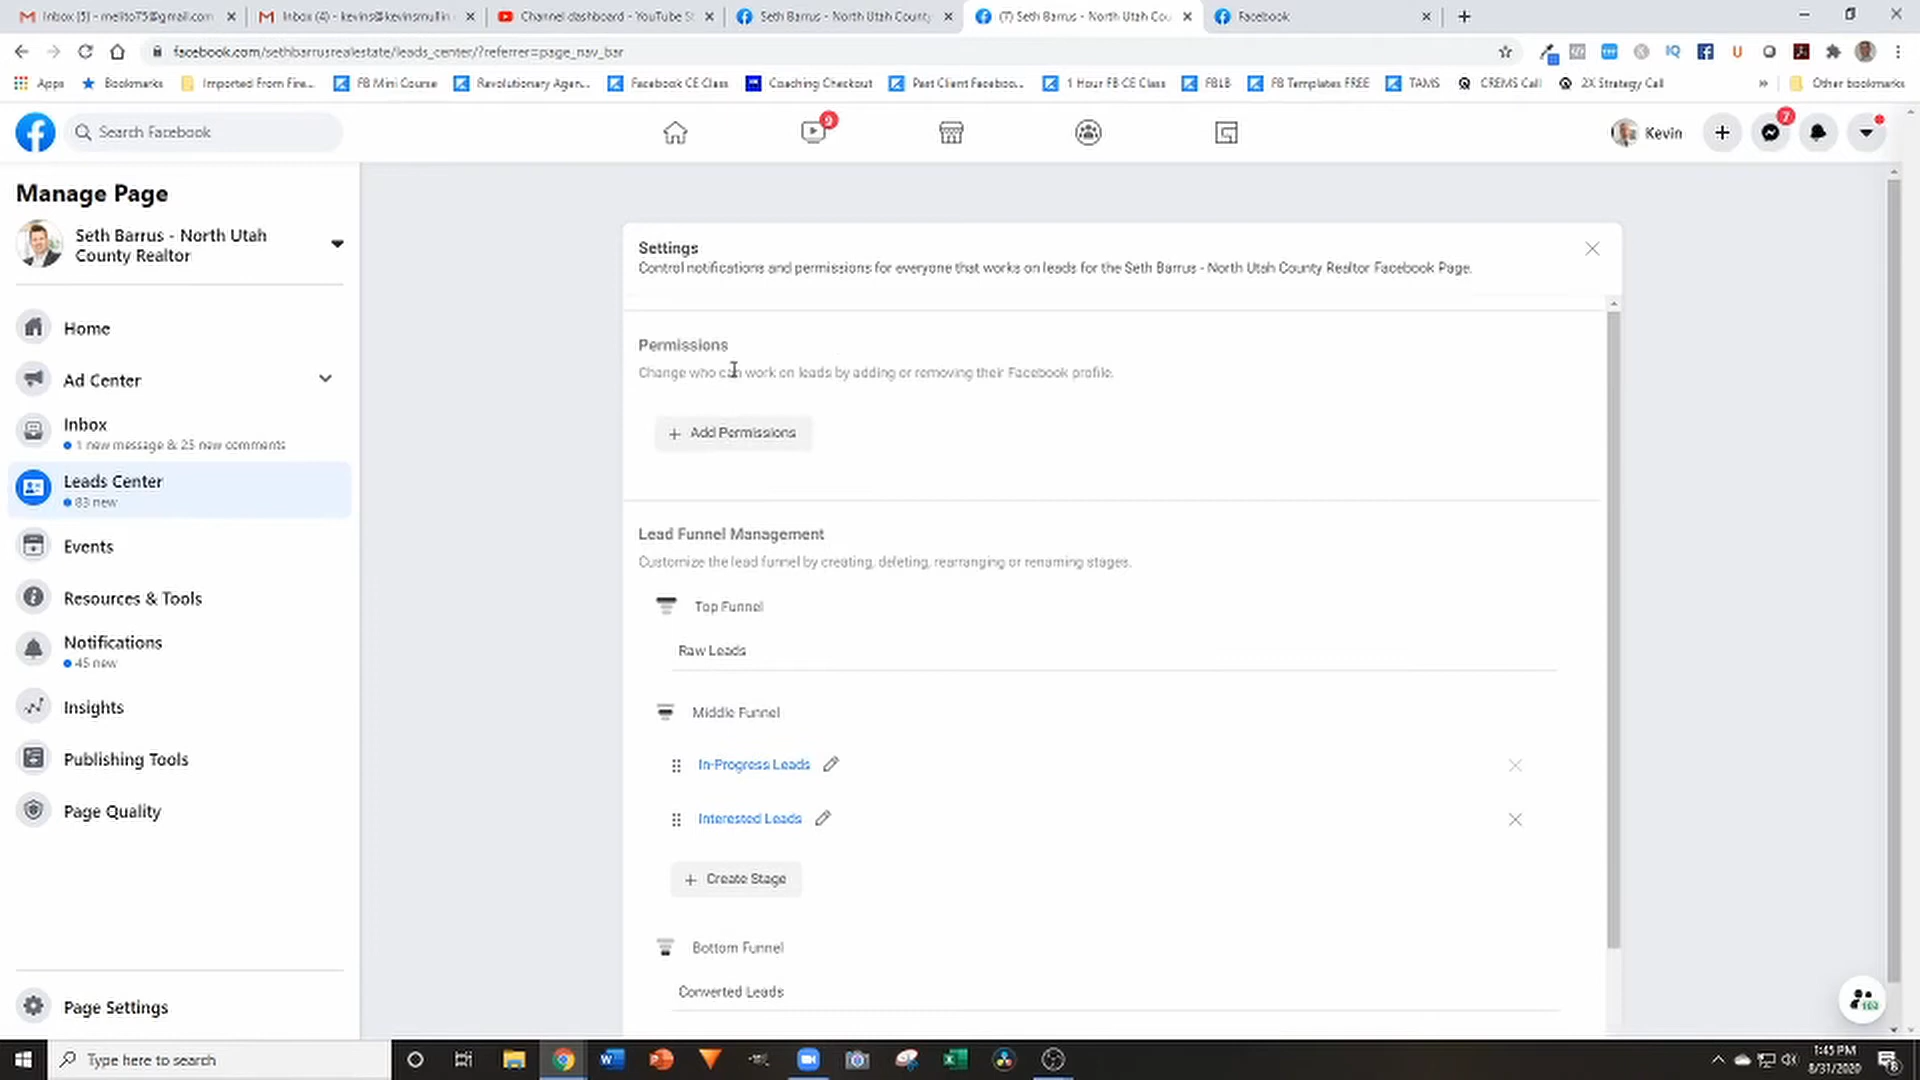 Inbox (3) - melito75@gmail.com
Inbox (4) - kevins@kevinsmullin
Channel dashboard - YouTube St
Seth Barrus - North Utah County
(7) Seth Barrus - North Utah Cou
Facebook
facebook.com/sethbarrusrealestate/leads_center/?referrer=page_nav_bar
Apps
Bookmarks
Imported From Fire...
FB Mini Course
Revolutionary Agen...
Facebook CE Class
Coaching Checkout
Past Client Faceboo...
1 Hour FB CE Class
FBLB
FB Templates FREE
TAMS
CREMS Call
2X Strategy Call
Other bookmarks
Search Facebook
9
Kevin
7
Manage Page
Seth Barrus - North Utah
County Realtor
Home
Ad Center
Inbox
1 new message & 25 new comments
Leads Center
83 new
Events
Resources & Tools
Notifications
45 new
Insights
Publishing Tools
Page Quality
Page Settings
Settings
Control notifications and permissions for everyone that works on leads for the Seth Barrus - North Utah County Realtor Facebook Page.
Permissions
Change who can work on leads by adding or removing their Facebook profile.
+ Add Permissions
Lead Funnel Management
Customize the lead funnel by creating, deleting, rearranging or renaming stages.
Top Funnel
Raw Leads
Middle Funnel
In-Progress Leads
Interested Leads
+ Create Stage
Bottom Funnel
Converted Leads
Type here to search
1:45 PM
8/31/2020